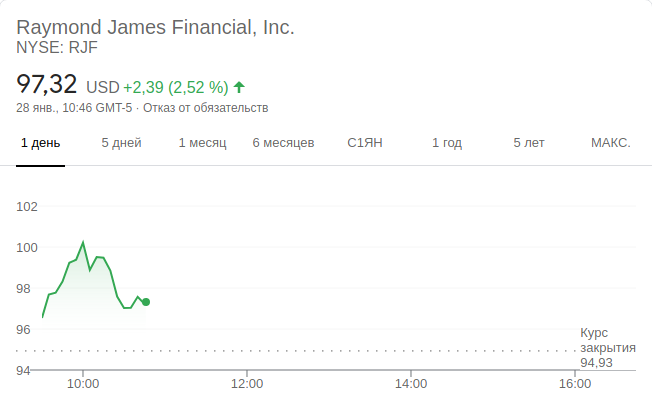 Raymond James Financial, Inc.
NYSE: RJF
97,32 USD +2,39 (2,52 %)
28 янв., 10:46 GMT-5 · Отказ от обязательств
1 день 5 дней 1 месяц 6 месяцев С1ЯН 1 год 5 лет МАКС.
102
100
98
96
Курс
закрытия
94,93
94
10:00 12:00 14:00 16:00